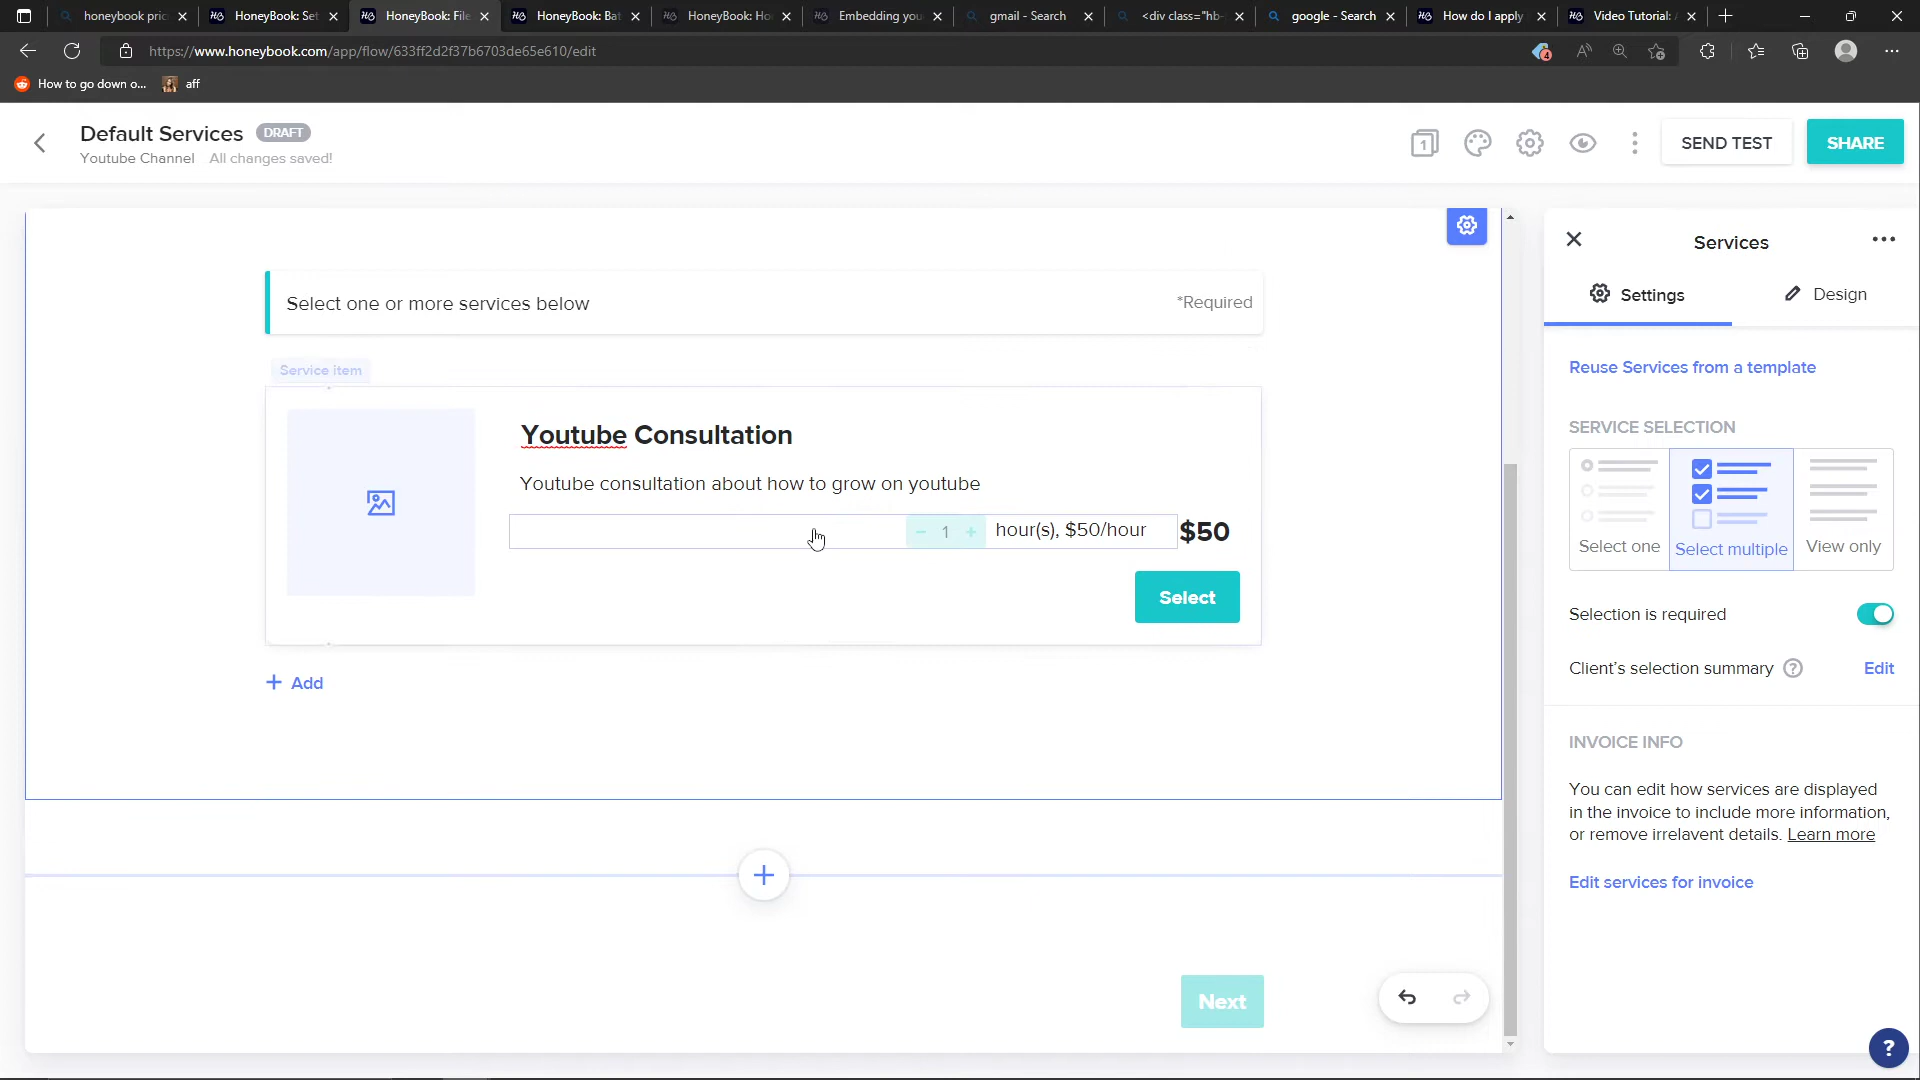 honeybook pric
HoneyBook: Set
HoneyBook: File
HoneyBook: Bat
HoneyBook: Ho
Embedding you
gmail - Search
<div class="hb-
google - Search
How do I apply
Video Tutorial:
https://www.honeybook.com/app/flow/633ff2d2f37b6703de65e610/edit
4
How to go down o...
aff
Default Services
DRAFT
Youtube Channel
All changes saved!
1
SEND TEST
SHARE
Select one or more services below
*Required
Service item
Youtube Consultation
Youtube consultation about how to grow on youtube
− 1 +
hour(s), $50/hour
$50
Select
+ Add
+
Next
Services
Settings
Design
Reuse Services from a template
SERVICE SELECTION
Select one
Select multiple
View only
Selection is required
Client's selection summary ?
Edit
INVOICE INFO
You can edit how services are displayed
in the invoice to include more information,
or remove irrelavent details. Learn more
Edit services for invoice
?